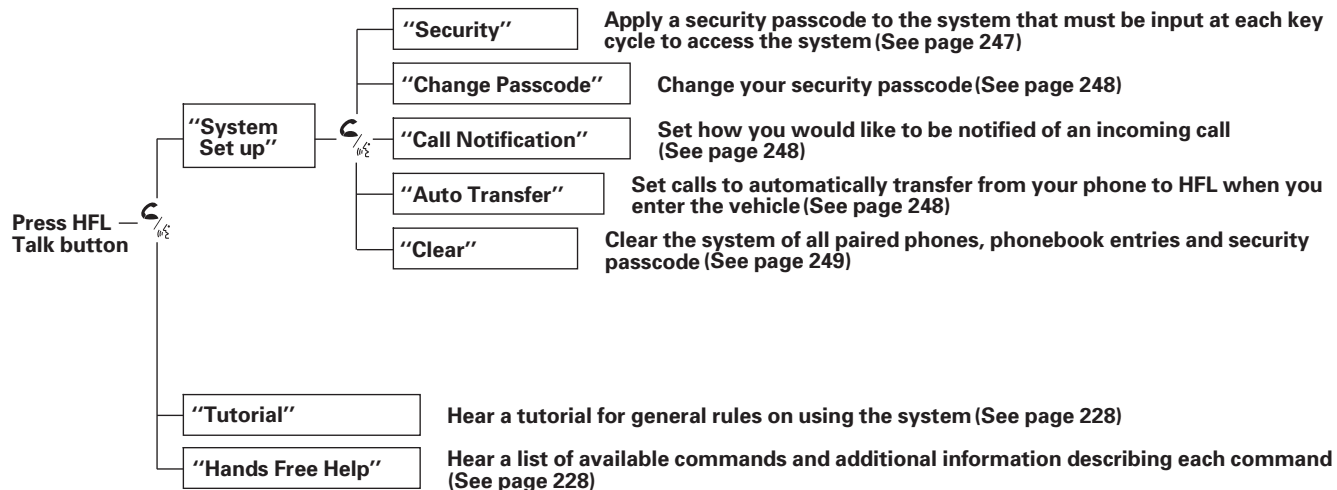 "Security"
Apply a security passcode to the system that must be input at each key
cycle to access the system (See page 247)
"Change Passcode"
Change your security passcode (See page 248)
"System
Set up"
"Call Notification"
Set how you would like to be notified of an incoming call
(See page 248)
"Auto Transfer"
Set calls to automatically transfer from your phone to HFL when you
enter the vehicle (See page 248)
Press HFL
Talk button
"Clear"
Clear the system of all paired phones, phonebook entries and security
passcode (See page 249)
"Tutorial"
Hear a tutorial for general rules on using the system (See page 228)
"Hands Free Help"
Hear a list of available commands and additional information describing each command
(See page 228)